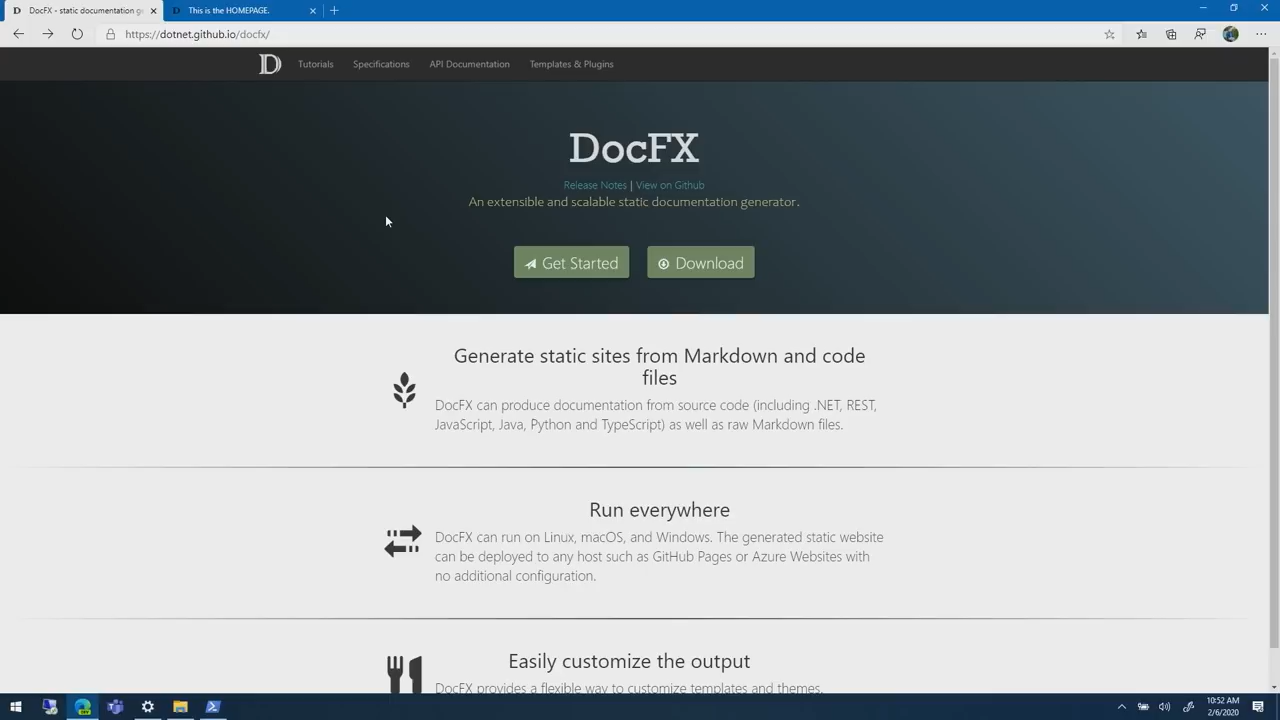 DocFX - static documentation ge
This is the HOMEPAGE.
https://dotnet.github.io/docfx/
D
Tutorials
Specifications
API Documentation
Templates & Plugins
DocFX
Release Notes | View on Github
An extensible and scalable static documentation generator.
Get Started
Download
Generate static sites from Markdown and code
files
DocFX can produce documentation from source code (including .NET, REST,
JavaScript, Java, Python and TypeScript) as well as raw Markdown files.
Run everywhere
DocFX can run on Linux, macOS, and Windows. The generated static website
can be deployed to any host such as GitHub Pages or Azure Websites with
no additional configuration.
Easily customize the output
DocFX provides a flexible way to customize templates and themes.
10:52 AM
2/6/2020